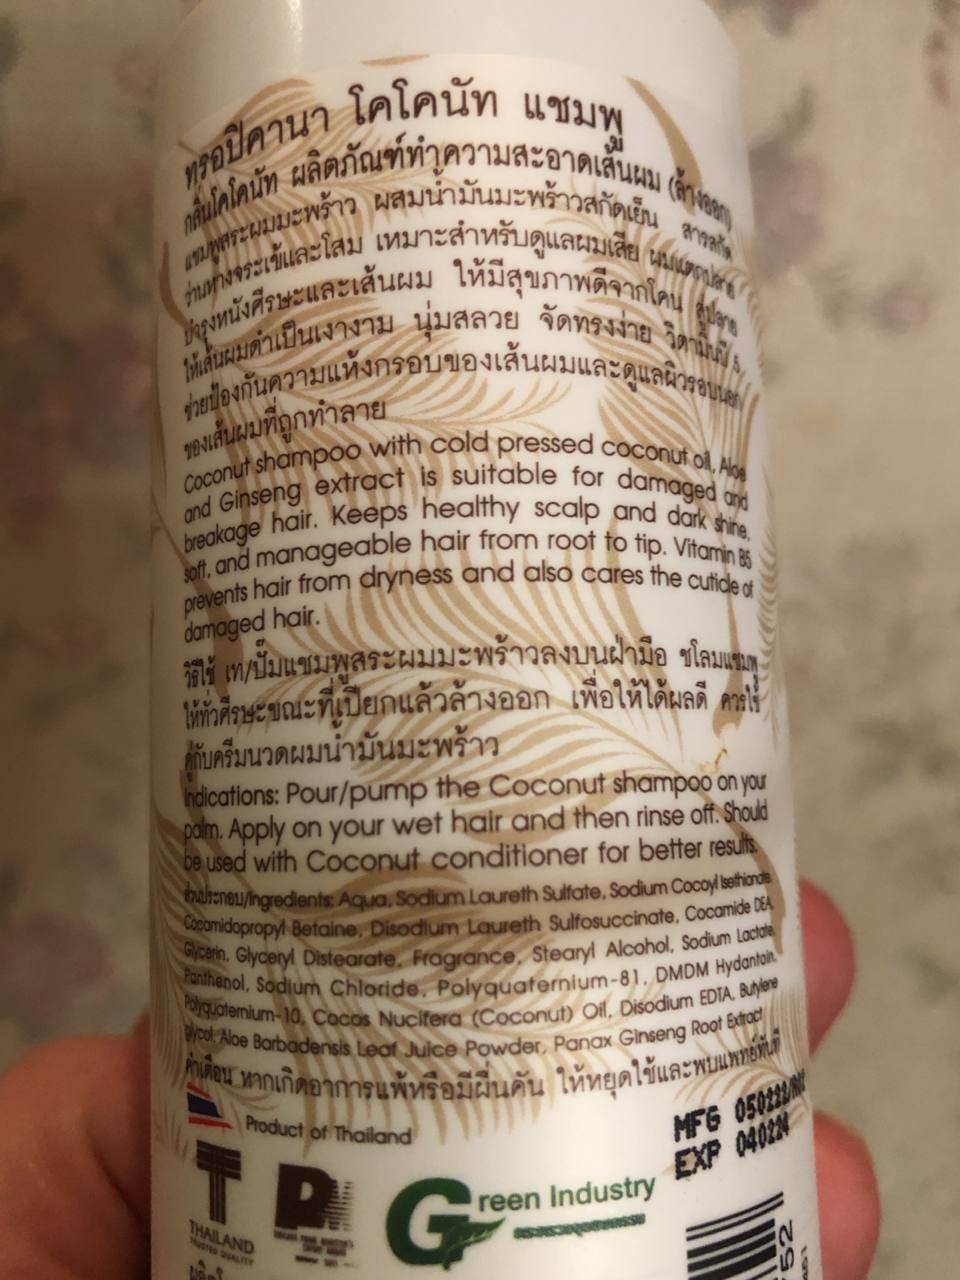 ทรอปิคานา โคโคนัท แชมพู
กลิ่นโคโคนัท ผลิตภัณฑ์ทำความสะอาดเส้นผม (ล้างออก)
แชมพูสระผมมะพร้าว ผสมน้ำมันมะพร้าวสกัดเย็น สารสกัด
ว่านหางจระเข้และโสม เหมาะสำหรับดูแลผมเสีย ผมแตกปลาย
บำรุงหนังศีรษะและเส้นผม ให้มีสุขภาพดีจากโคน สู่ปลาย
ให้เส้นผมดำเป็นเงางาม นุ่มสลวย จัดทรงง่าย วิตามินบี 5
ช่วยป้องกันความแห้งกรอบของเส้นผมและดูแลผิวรอบนอก
ของเส้นผมที่ถูกทำลาย
Coconut shampoo with cold pressed coconut oil, Aloe
and Ginseng extract is suitable for damaged and
breakage hair. Keeps healthy scalp and dark shine,
soft, and manageable hair from root to tip. Vitamin B5
prevents hair from dryness and also cares the cuticle of
damaged hair.
วิธีใช้ เท/ปั๊มแชมพูสระผมมะพร้าวลงบนฝ่ามือ ชโลมแชมพู
ให้ทั่วศีรษะขณะที่เปียกแล้วล้างออก เพื่อให้ได้ผลดี ควรใช้
คู่กับครีมนวดผมน้ำมันมะพร้าว
Indications: Pour/pump the Coconut shampoo on your
palm. Apply on your wet hair and then rinse off. Should
be used with Coconut conditioner for better results.
ส่วนประกอบ/Ingredients: Aqua, Sodium Laureth Sulfate, Sodium Cocoyl Isethionate,
Cocamidopropyl Betaine, Disodium Laureth Sulfosuccinate, Cocamide DEA,
Glycerin, Glyceryl Distearate, Fragrance, Stearyl Alcohol, Sodium Lactate,
Panthenol, Sodium Chloride, Polyquaternium-81, DMDM Hydantoin,
Polyquaternium-10, Cocos Nucifera (Coconut) Oil, Disodium EDTA, Butylene
glycol, Aloe Barbadensis Leaf Juice Powder, Panax Ginseng Root Extract
คำเตือน หากเกิดอาการแพ้หรือมีผื่นคัน ให้หยุดใช้และพบแพทย์ทันที
Product of Thailand
MFG 050222
EXP 040224
T
THAILAND
TRUSTED QUALITY
Green Industry
52